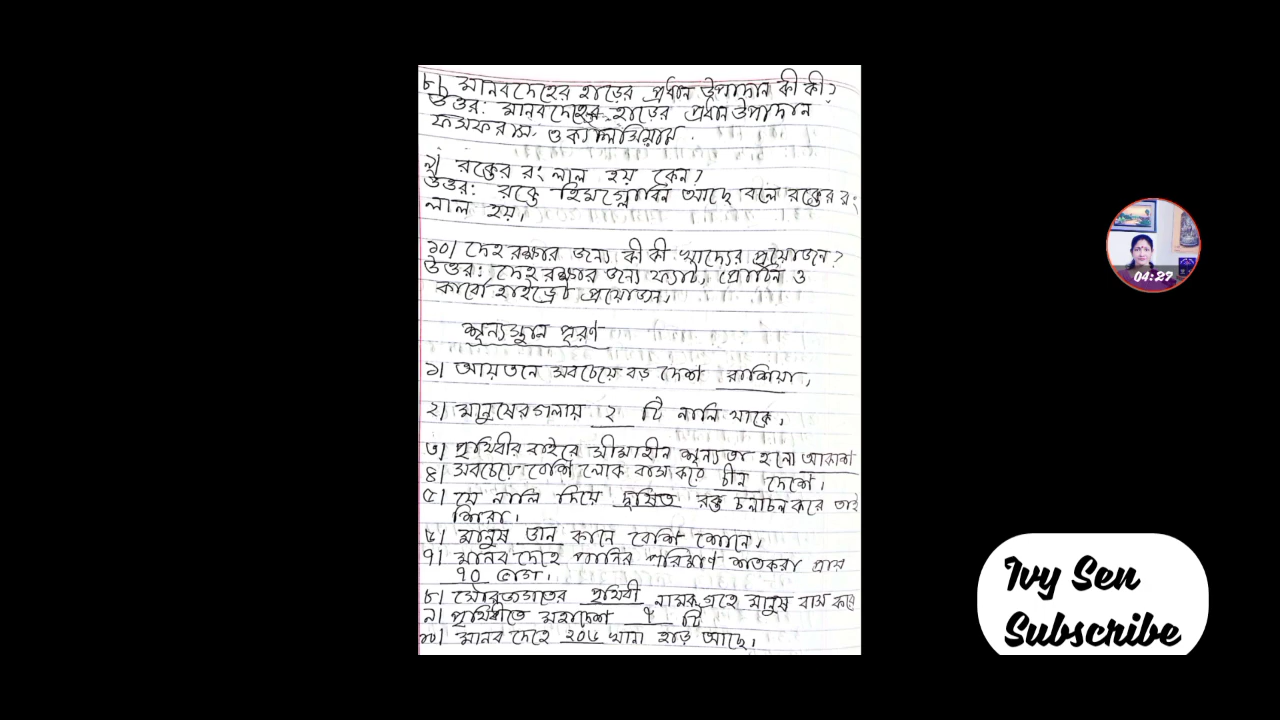 ৮| মানবদেহের হাড়ের প্রধান উপাদান কী কী?
উত্তর: মানবদেহের হাড়ের প্রধান উপাদান
ফসফরাস ও ক্যালসিয়াম.
৯| রক্তের রং লাল হয় কেন?
উত্তর: রক্তে হিমগ্লোবিন আছে বলে রক্তের রং
লাল হয়।
১০| দেহ রক্ষার জন্য কী কী খাদ্যের প্রয়োজন?
উত্তর: দেহ রক্ষার জন্য ফ্যাট, প্রোটিন ও
কার্বোহাইড্রেট প্রয়োজন।
শূন্যস্থান পূরণ
১| আয়তনে সবচেয়ে বড় দেশ রাশিয়া।
২| মানুষের গলায় ২ টি নালি থাকে।
৩| পৃথিবীর বাইরে সীমাহীন শূন্যতা হলো আকাশ
৪| সবচেয়ে বেশি লোক বাস করে চীন দেশে।
৫| যে নালি দিয়ে দূষিত রক্ত চলাচল করে তাই
শিরা।
৬| মানুষ ডান কানে বেশি শোনে।
৭| মানব দেহে পানির পরিমাণ শতকরা প্রায়
৭০ ভাগ।
৮| সৌরজগতের পৃথিবী নামক গ্রহে মানুষ বাস করে
৯| পৃথিবীতে মহাদেশ ৭ টি
১০| মানব দেহে ২০৬ খানা হাড় আছে।
04:27
Ivy Sen
Subscribe